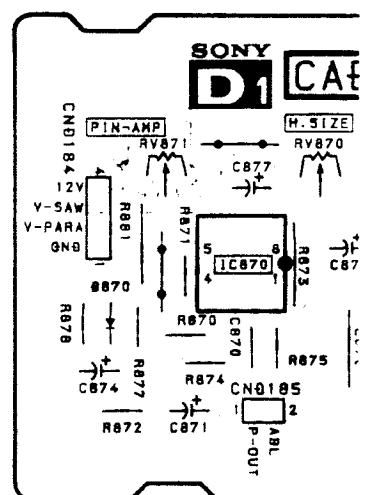 SONY
D1
CAE
CN0184
PIN-AMP
H.SIZE
RV871
RV870
C877
4
12V
V-SAW
V-PARA
GND
1
R881
R871
5
8
IC870
4
1
R873
C87
R878
R877
R870
C870
R875
R874
C874
R872
C871
CN0185
1
2
P-OUT
ABL